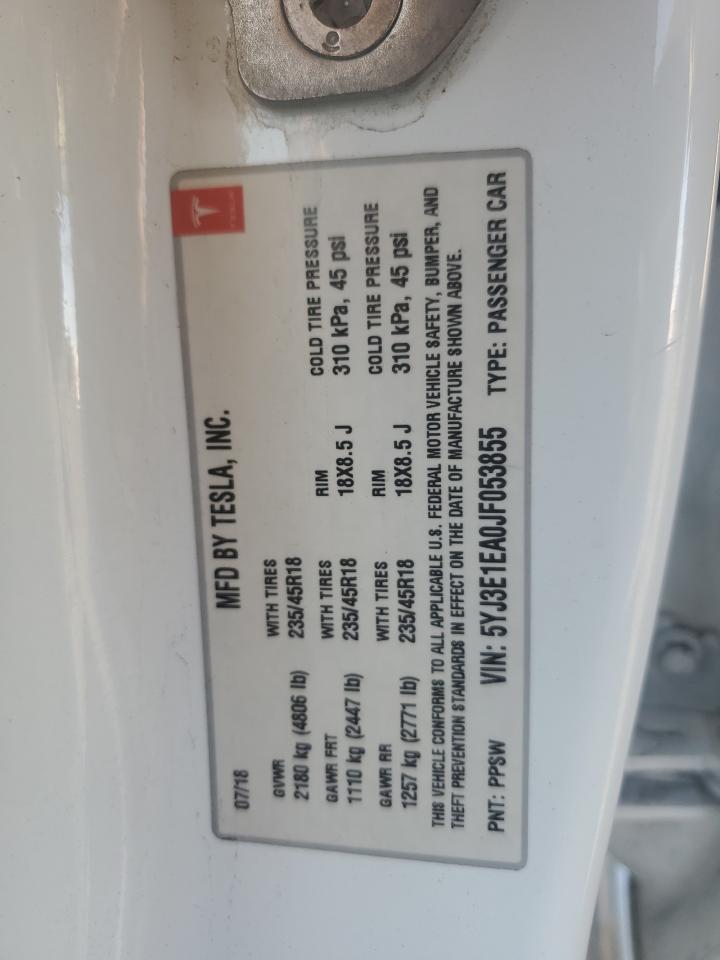 07/18 MFD BY TESLA, INC.
GVWR WITH TIRES
2180 kg (4806 lb) 235/45R18
GAWR FRT WITH TIRES RIM COLD TIRE PRESSURE
1110 kg (2447 lb) 235/45R18 18X8.5 J 310 kPa, 45 psi
GAWR RR WITH TIRES RIM COLD TIRE PRESSURE
1257 kg (2771 lb) 235/45R18 18X8.5 J 310 kPa, 45 psi
THIS VEHICLE CONFORMS TO ALL APPLICABLE U.S. FEDERAL MOTOR VEHICLE SAFETY, BUMPER, AND
THEFT PREVENTION STANDARDS IN EFFECT ON THE DATE OF MANUFACTURE SHOWN ABOVE.
PNT: PPSW VIN: 5YJ3E1EA0JF053855 TYPE: PASSENGER CAR